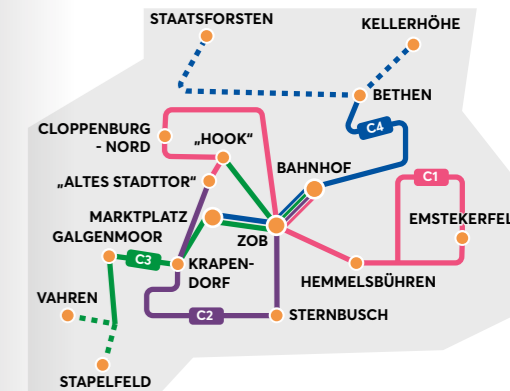 STAATSFORSTEN
KELLERHÖHE
BETHEN
C4
CLOPPENBURG
- NORD
„HOOK“
BAHNHOF
„ALTES STADTTOR“
C1
MARKTPLATZ
EMSTEKERFEL
GALGENMOOR
ZOB
C3
KRAPEN-
DORF
HEMMELSBÜHREN
VAHREN
C2
STERNBUSCH
STAPELFELD